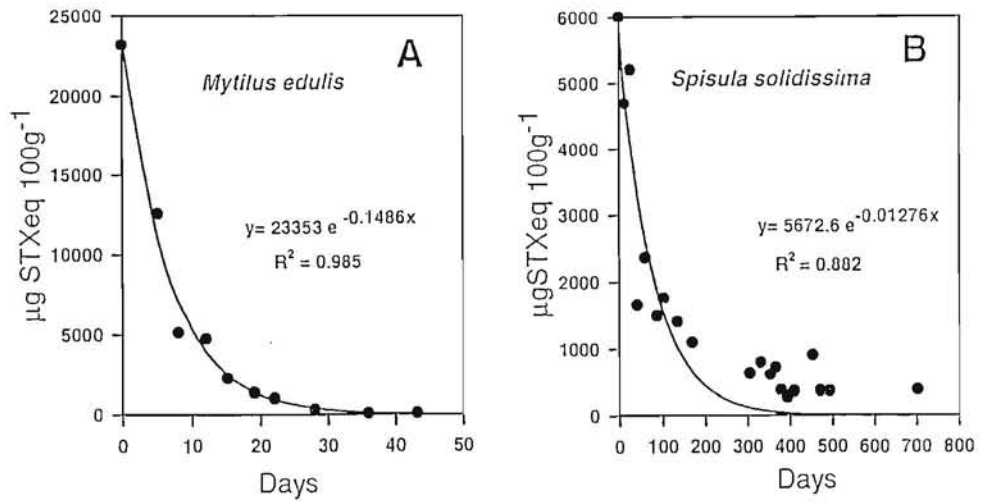 A
Mytilus edulis
y= 23353 e^-0.1486x
R² = 0.985
µg STXeq 100g⁻¹
25000
20000
15000
10000
5000
0
0 10 20 30 40 50
Days
B
Spisula solidissima
y= 5672.6 e^-0.01276x
R² = 0.882
µgSTXeq 100g⁻¹
6000
5000
4000
3000
2000
1000
0
0 100 200 300 400 500 600 700 800
Days